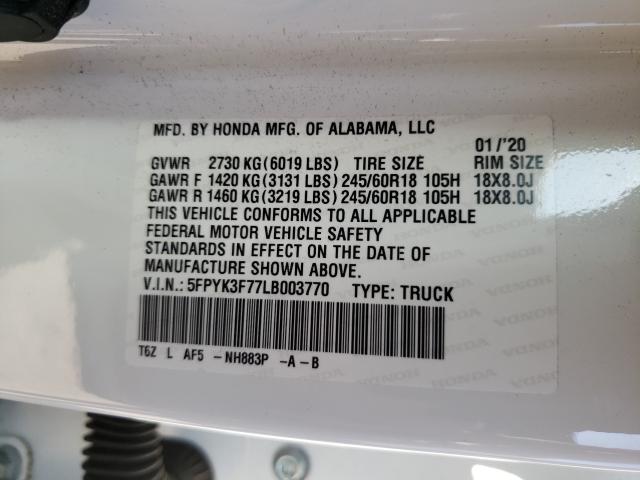 MFD. BY HONDA MFG. OF ALABAMA, LLC
01/'20
GVWR 2730 KG(6019 LBS) TIRE SIZE RIM SIZE
GAWR F 1420 KG(3131 LBS) 245/60R18 105H 18X8.0J
GAWR R 1460 KG(3219 LBS) 245/60R18 105H 18X8.0J
THIS VEHICLE CONFORMS TO ALL APPLICABLE
FEDERAL MOTOR VEHICLE SAFETY
STANDARDS IN EFFECT ON THE DATE OF
MANUFACTURE SHOWN ABOVE.
V.I.N.: 5FPYK3F77LB003770 TYPE: TRUCK
T6Z L AF5 -NH883P -A-B